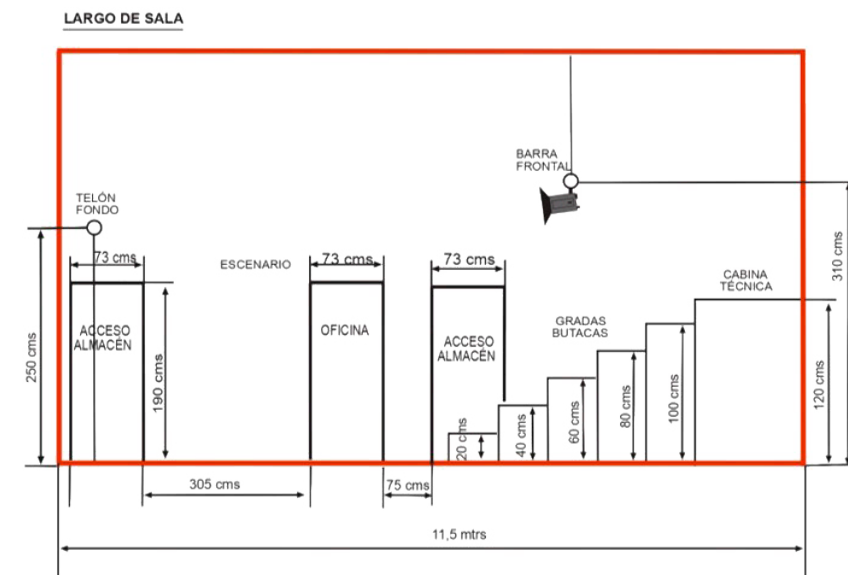 LARGO DE SALA
BARRA
FRONTAL
TELÓN
FONDO
73 cms
ESCENARIO
73 cms
73 cms
310 cms
CABINA
TÉCNICA
ACCESO
ALMACÉN
OFICINA
ACCESO
ALMACÉN
GRADAS
BUTACAS
250 cms
190 cms
20 cms
40 cms
60 cms
80 cms
100 cms
120 cms
305 cms
75 cms
11,5 mtrs